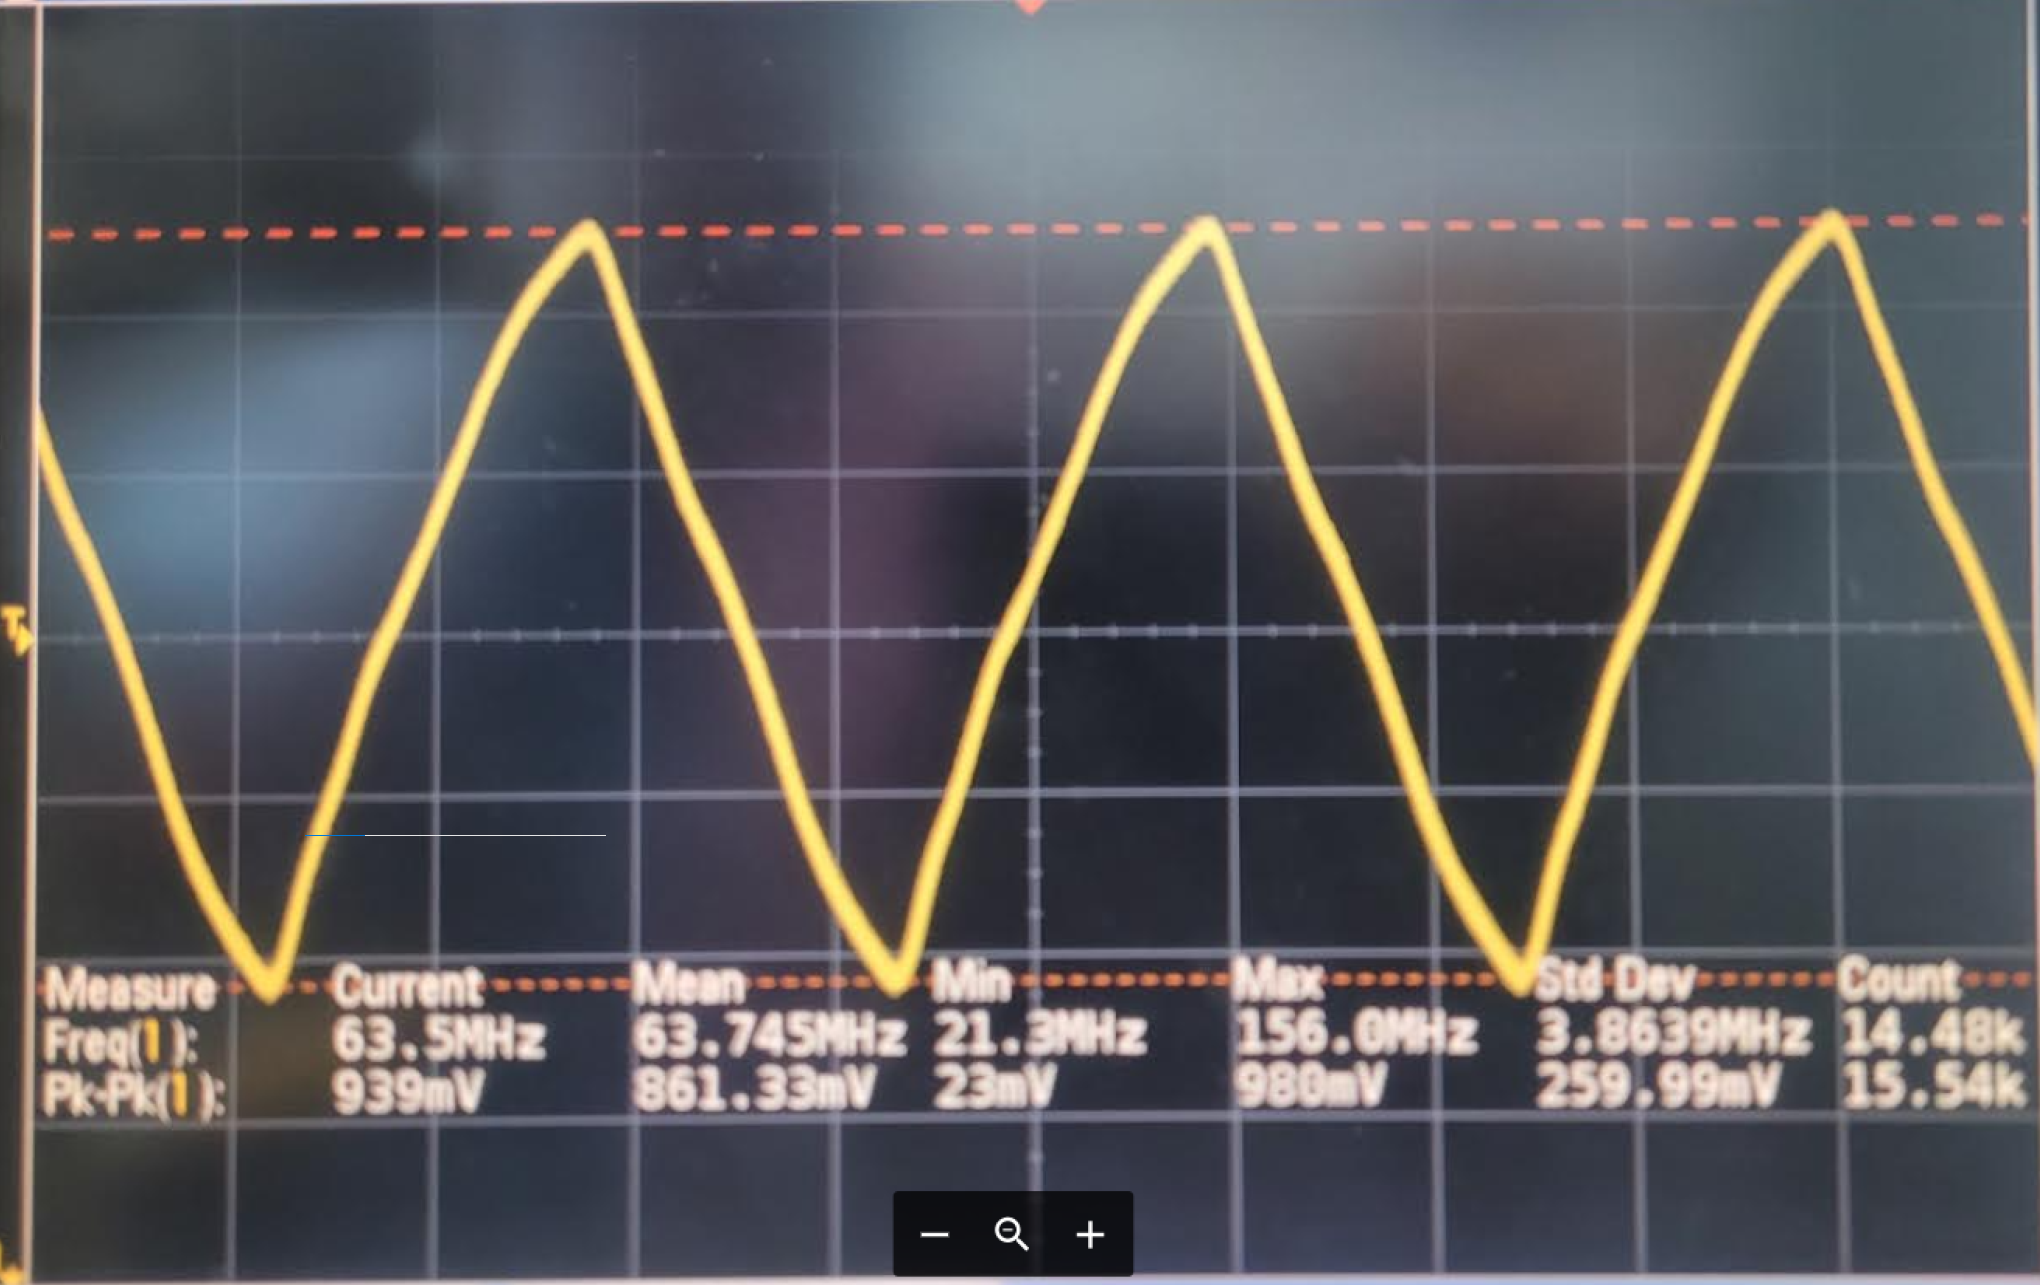 T
Measure Current Mean Min Max Std Dev Count
Freq(1): 63.5MHz 63.745MHz 21.3MHz 156.0MHz 3.8639MHz 14.48k
Pk-Pk(1): 939mV 861.33mV 23mV 980mV 259.99mV 15.54k